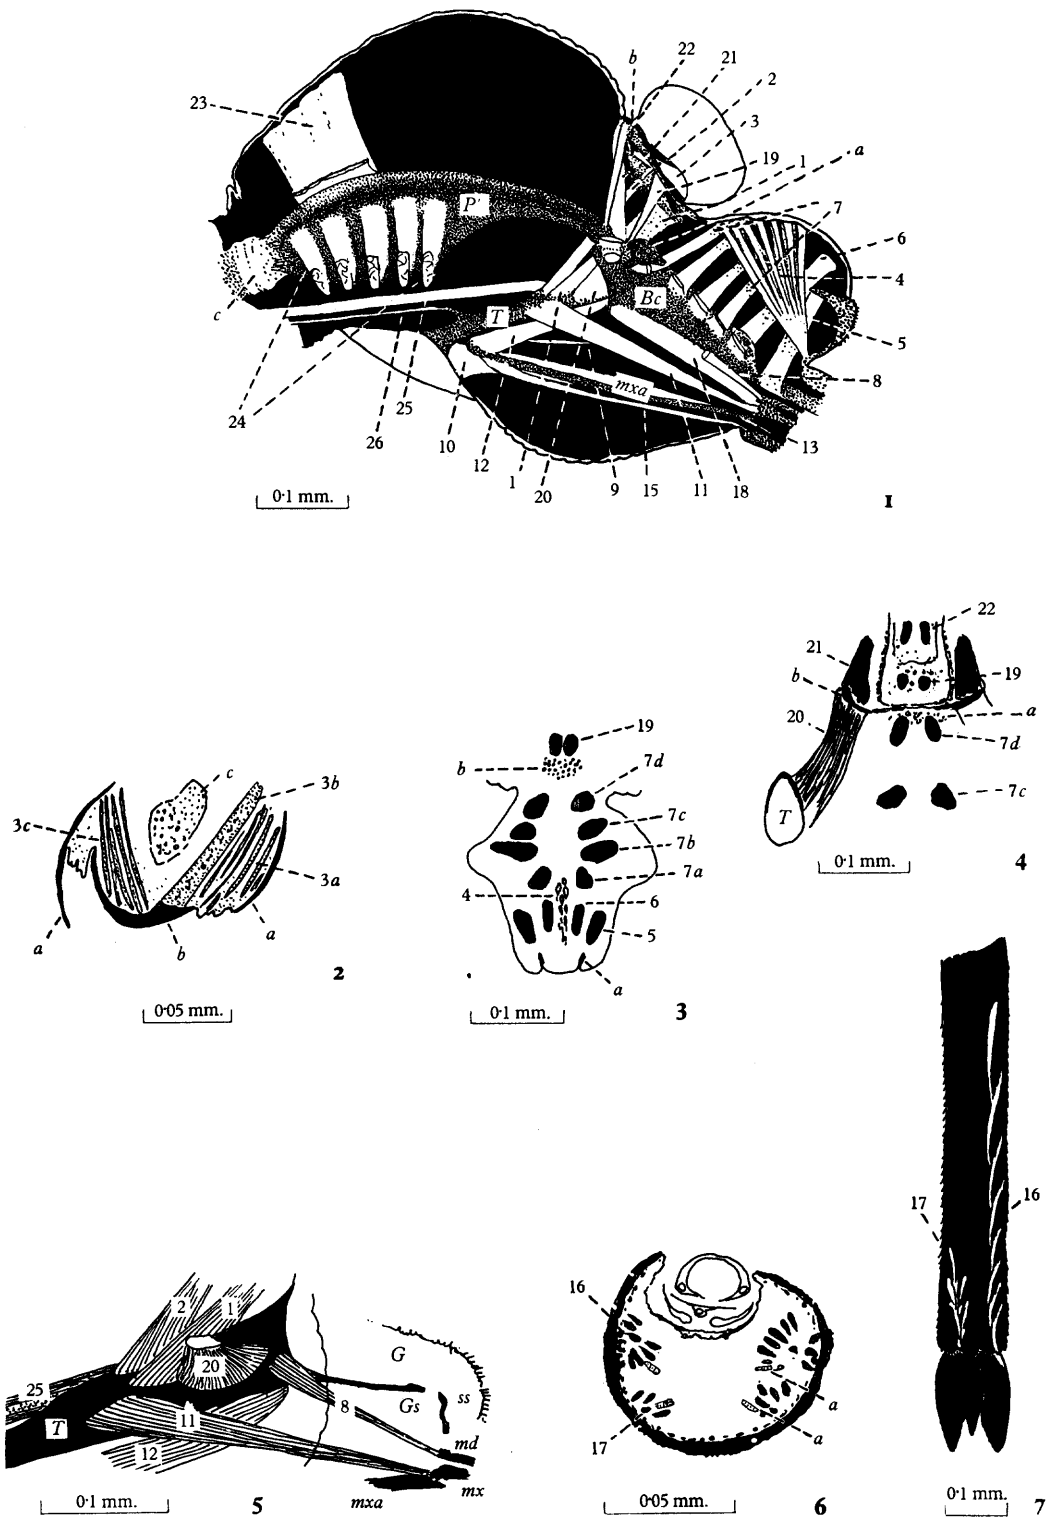 b 22 21 2 3 19 1 a 7 6 4 5 8 13
23 P' c T Bc mxa
24 26 25 10 12 1 20 9 15 11 18
0·1 mm. 1
c 3b 3c 3a a b a 2
0·05 mm.
19 b 7d 7c 7b 7a 4 6 5 a
0·1 mm. 3
22 21 b 19 20 a 7d 7c T
0·1 mm. 4
2 1 20 25 T 11 12 8 G Gs ss md mx mxa
0·1 mm. 5
16 17 a a
0·05 mm. 6
17 16
0·1 mm. 7